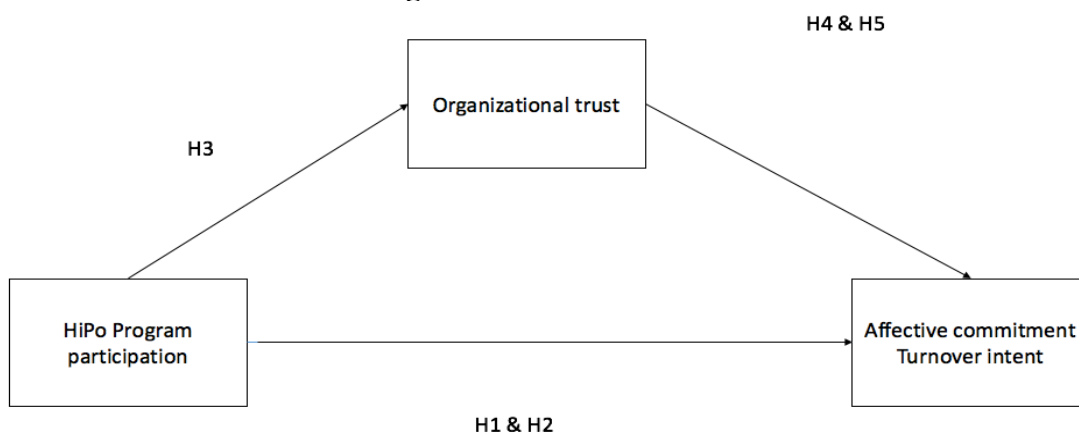 H4 & H5
Organizational trust
H3
HiPo Program
participation
Affective commitment
Turnover intent
H1 & H2